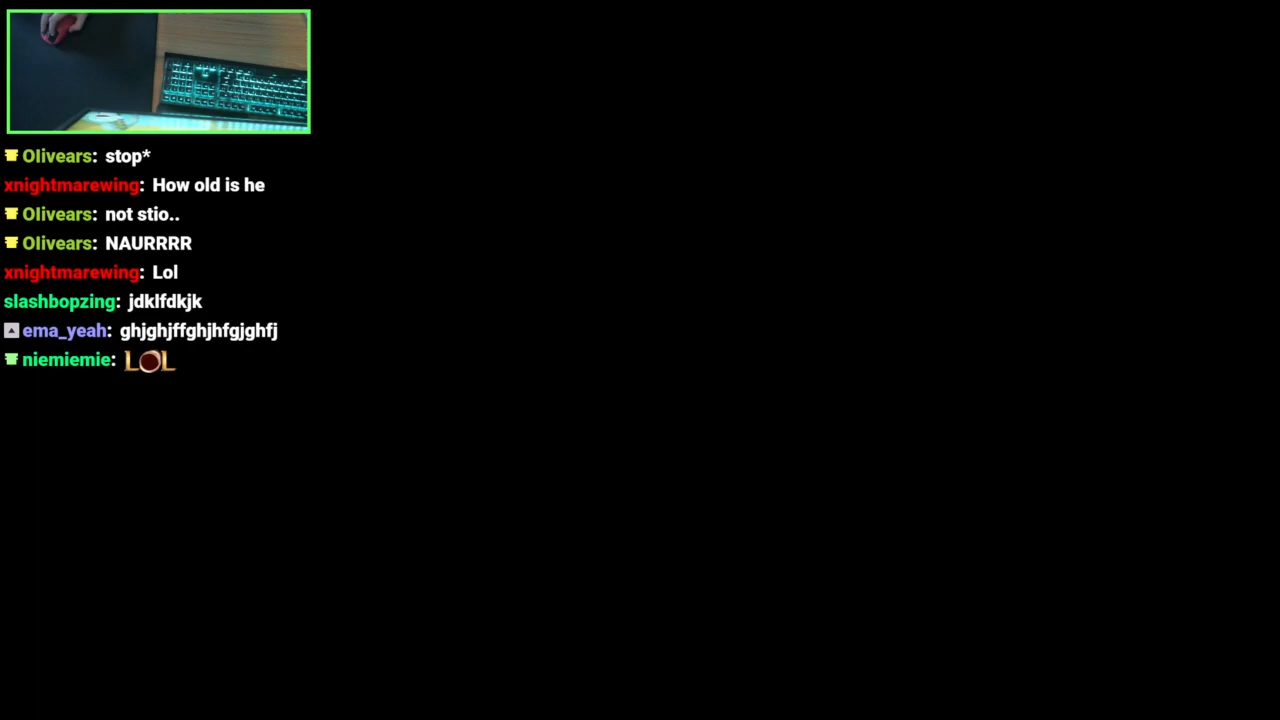 Olivears: stop*
xnightmarewing: How old is he
Olivears: not stio..
Olivears: NAURRRR
xnightmarewing: Lol
slashbopzing: jdklfdkjk
ema_yeah: ghjghjffghjhfgjghfj
niemiemie: LOL